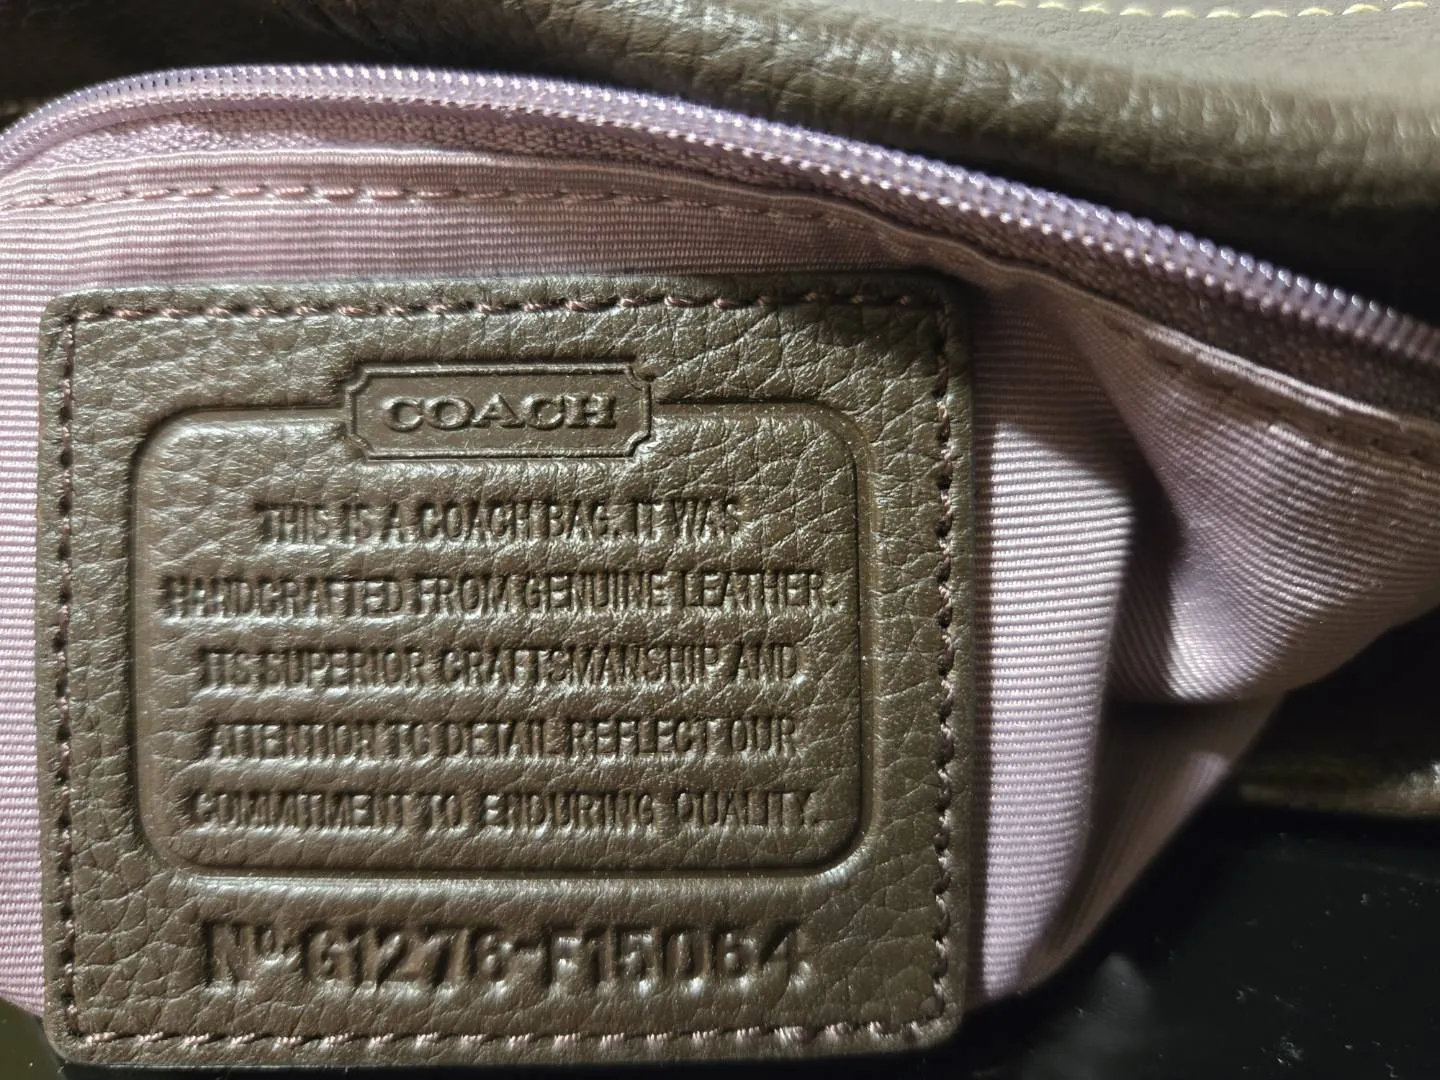 COACH
THIS IS A COACH BAG. IT WAS
HANDCRAFTED FROM GENUINE LEATHER.
ITS SUPERIOR CRAFTSMANSHIP AND
ATTENTION TO DETAIL REFLECT OUR
COMMITMENT TO ENDURING QUALITY.
Nº G1276-F15064